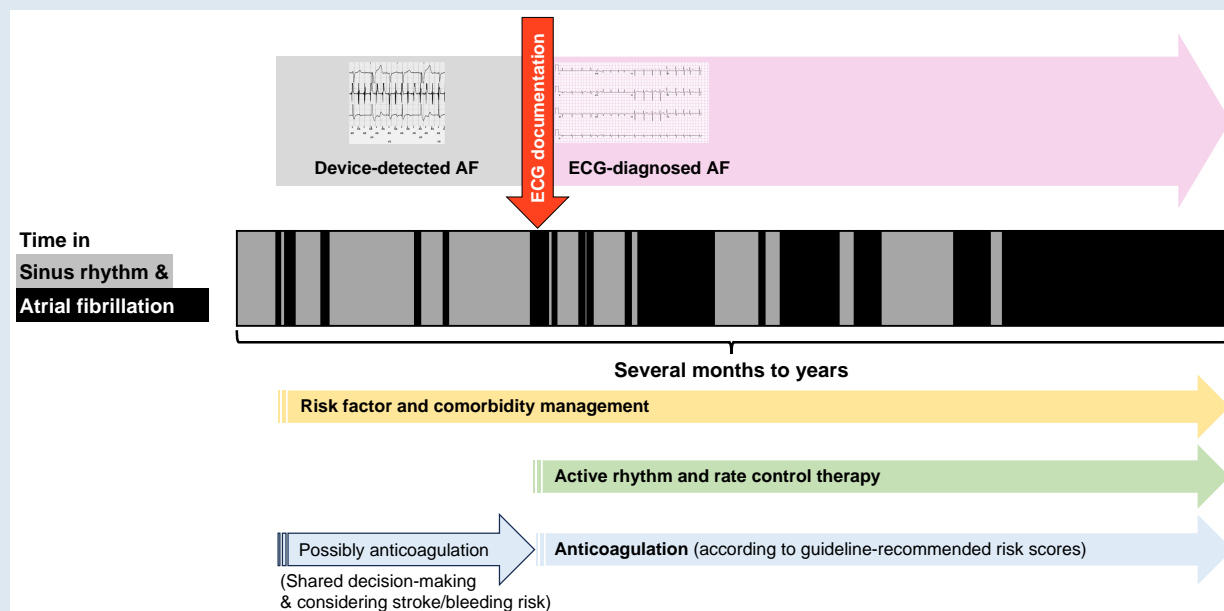 ECG documentation
Device-detected AF
ECG-diagnosed AF
Time in
Sinus rhythm &
Atrial fibrillation
Several months to years
Risk factor and comorbidity management
Active rhythm and rate control therapy
Possibly anticoagulation
(Shared decision-making
& considering stroke/bleeding risk)
Anticoagulation (according to guideline-recommended risk scores)